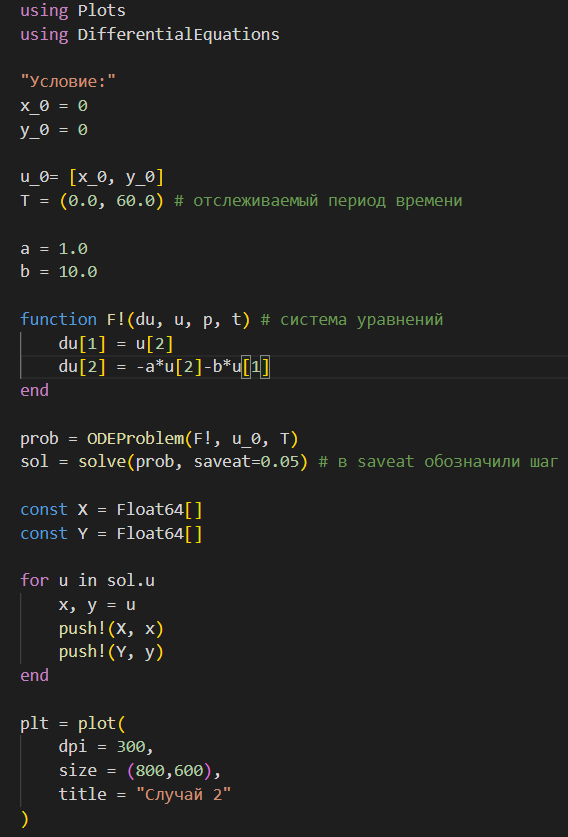 using Plots
using DifferentialEquations
"Условие:"
x_0 = 0
y_0 = 0
u_0= [x_0, y_0]
T = (0.0, 60.0) # отслеживаемый период времени
a = 1.0
b = 10.0
function F!(du, u, p, t) # система уравнений
    du[1] = u[2]
    du[2] = -a*u[2]-b*u[1]
end
prob = ODEProblem(F!, u_0, T)
sol = solve(prob, saveat=0.05) # в saveat обозначили шаг
const X = Float64[]
const Y = Float64[]
for u in sol.u
    x, y = u
    push!(X, x)
    push!(Y, y)
end
plt = plot(
    dpi = 300,
    size = (800,600),
    title = "Случай 2"
)